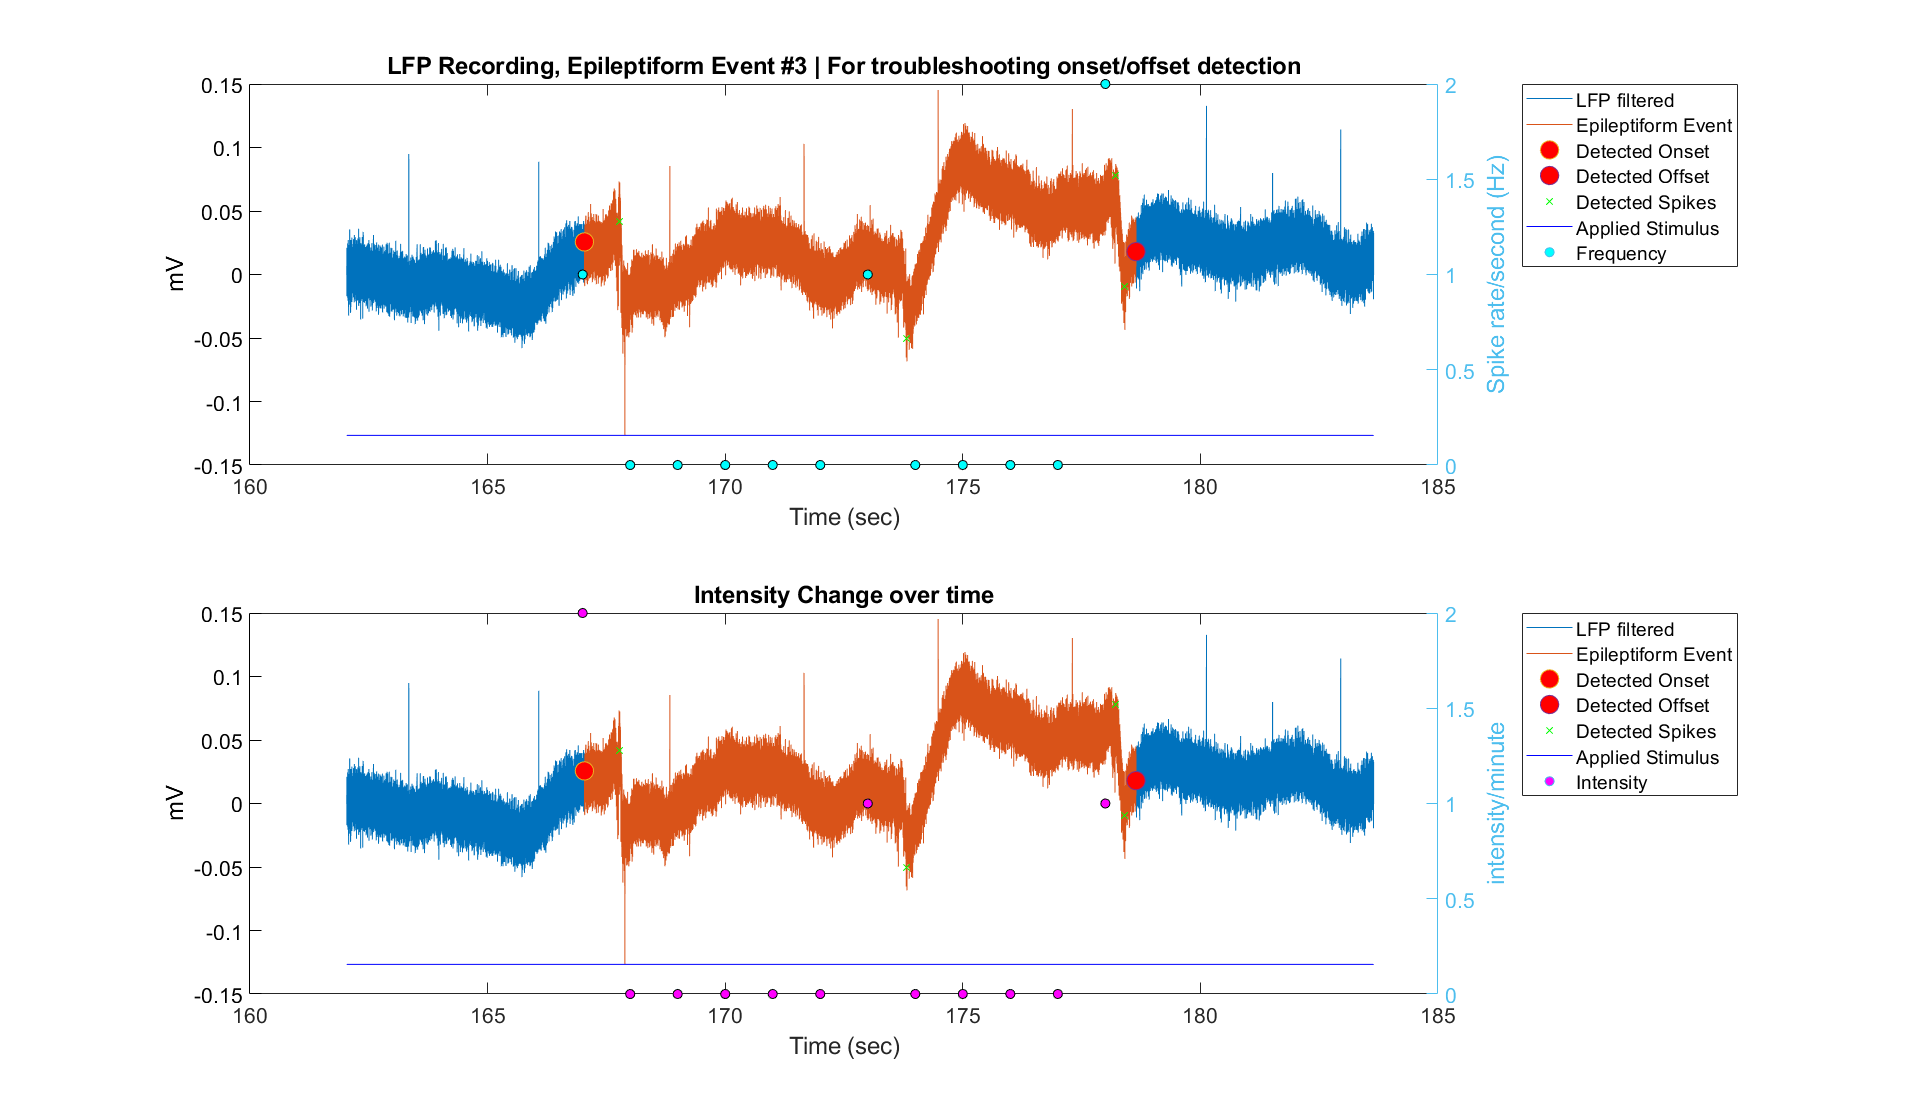 LFP Recording, Epileptiform Event #3 | For troubleshooting onset/offset detection
0.15
0.1
0.05
0
-0.05
-0.1
-0.15
mV
160
165
170
175
180
185
Time (sec)
2
1.5
1
0.5
0
Spike rate/second (Hz)
LFP filtered
Epileptiform Event
Detected Onset
Detected Offset
Detected Spikes
Applied Stimulus
Frequency
Intensity Change over time
0.15
0.1
0.05
0
-0.05
-0.1
-0.15
mV
160
165
170
175
180
185
Time (sec)
2
1.5
1
0.5
0
intensity/minute
LFP filtered
Epileptiform Event
Detected Onset
Detected Offset
Detected Spikes
Applied Stimulus
Intensity